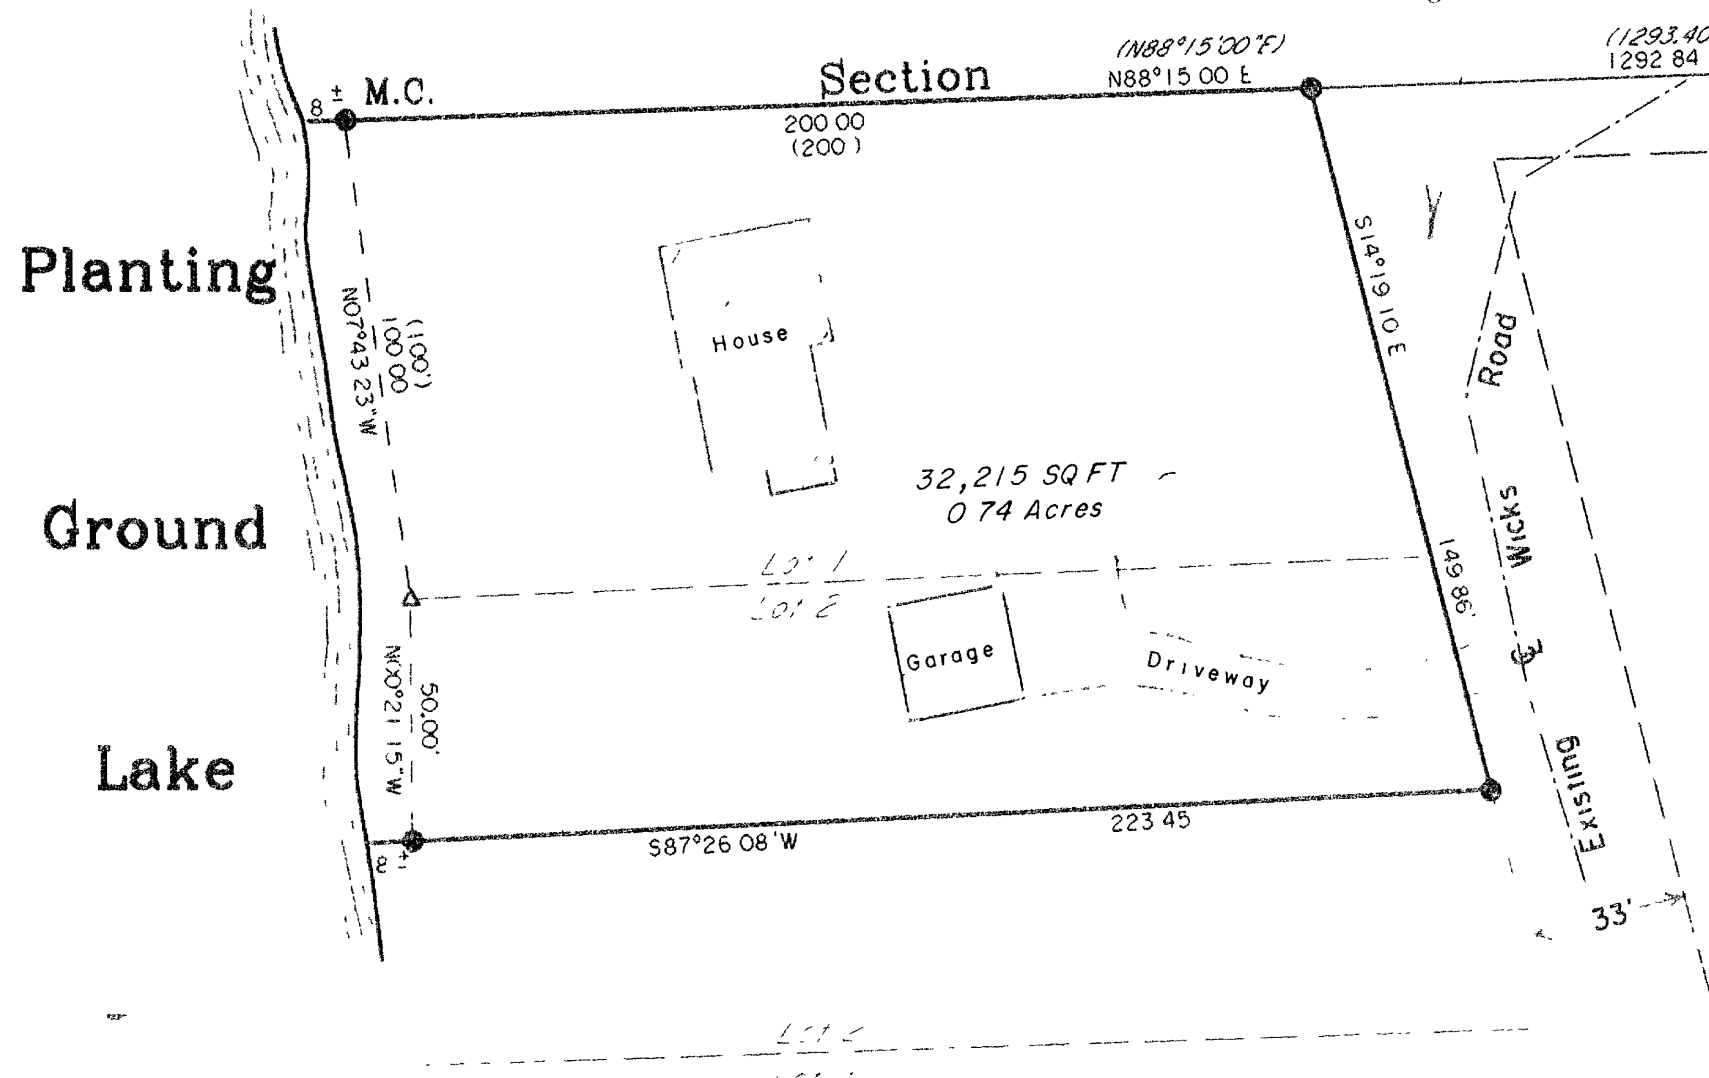 (N88°15'00"E)
(1293.40
Section
N88°15 00 E
1292 84
8 ±
M.C.
200 00
(200 )
Planting
(100')
100 00
N07°43 23"W
House
S14°19 10 E
Road
32,215 SQ FT
0 74 Acres
Ground
Wicks
Lot 1
Lot 2
149 86'
Garage
Driveway
50.00'
N00°21 15"W
Lake
Existing
223 45
S87°26 08 'W
8 ±
33'